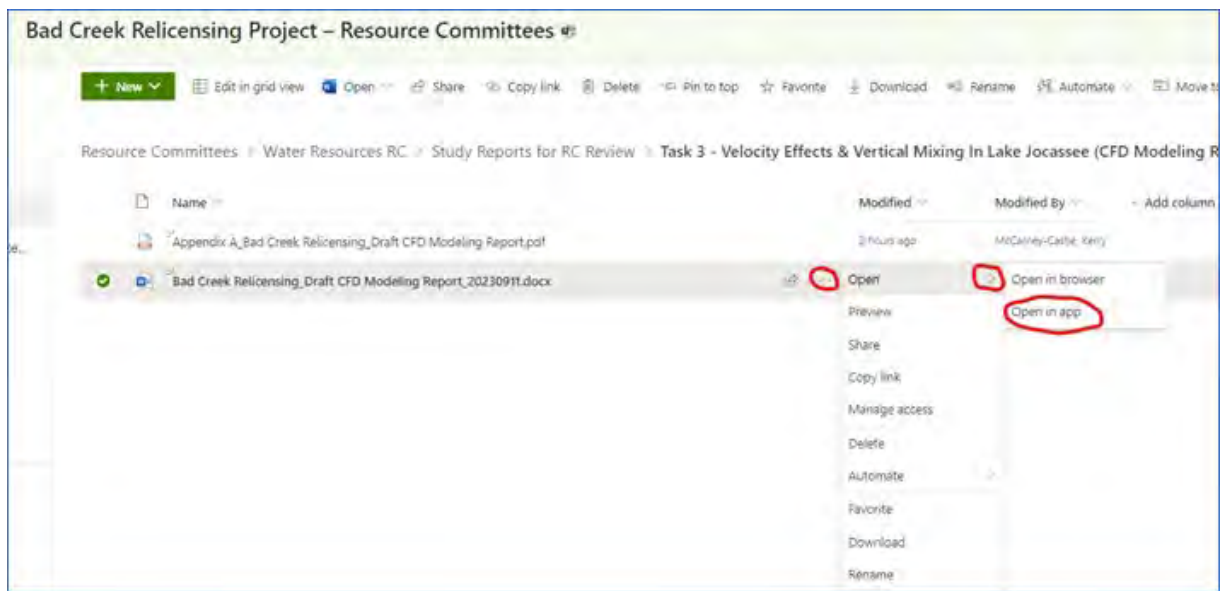 Bad Creek Relicensing Project – Resource Committees
+ New Edit in grid view Open Share Copy link Delete Pin to top Favorite Download Rename Automate Move to
Resource Committees > Water Resources RC > Study Reports for RC Review > Task 3 - Velocity Effects & Vertical Mixing In Lake Jocassee (CFD Modeling R
Name Modified Modified By + Add column
Appendix A_Bad Creek Relicensing_Draft CFD Modeling Report.pdf 2 hours ago McCarney-Castle, Kerry
Bad Creek Relicensing_Draft CFD Modeling Report_20230911.docx Open Open in browser
Preview Open in app
Share
Copy link
Manage access
Delete
Automate
Favorite
Download
Rename